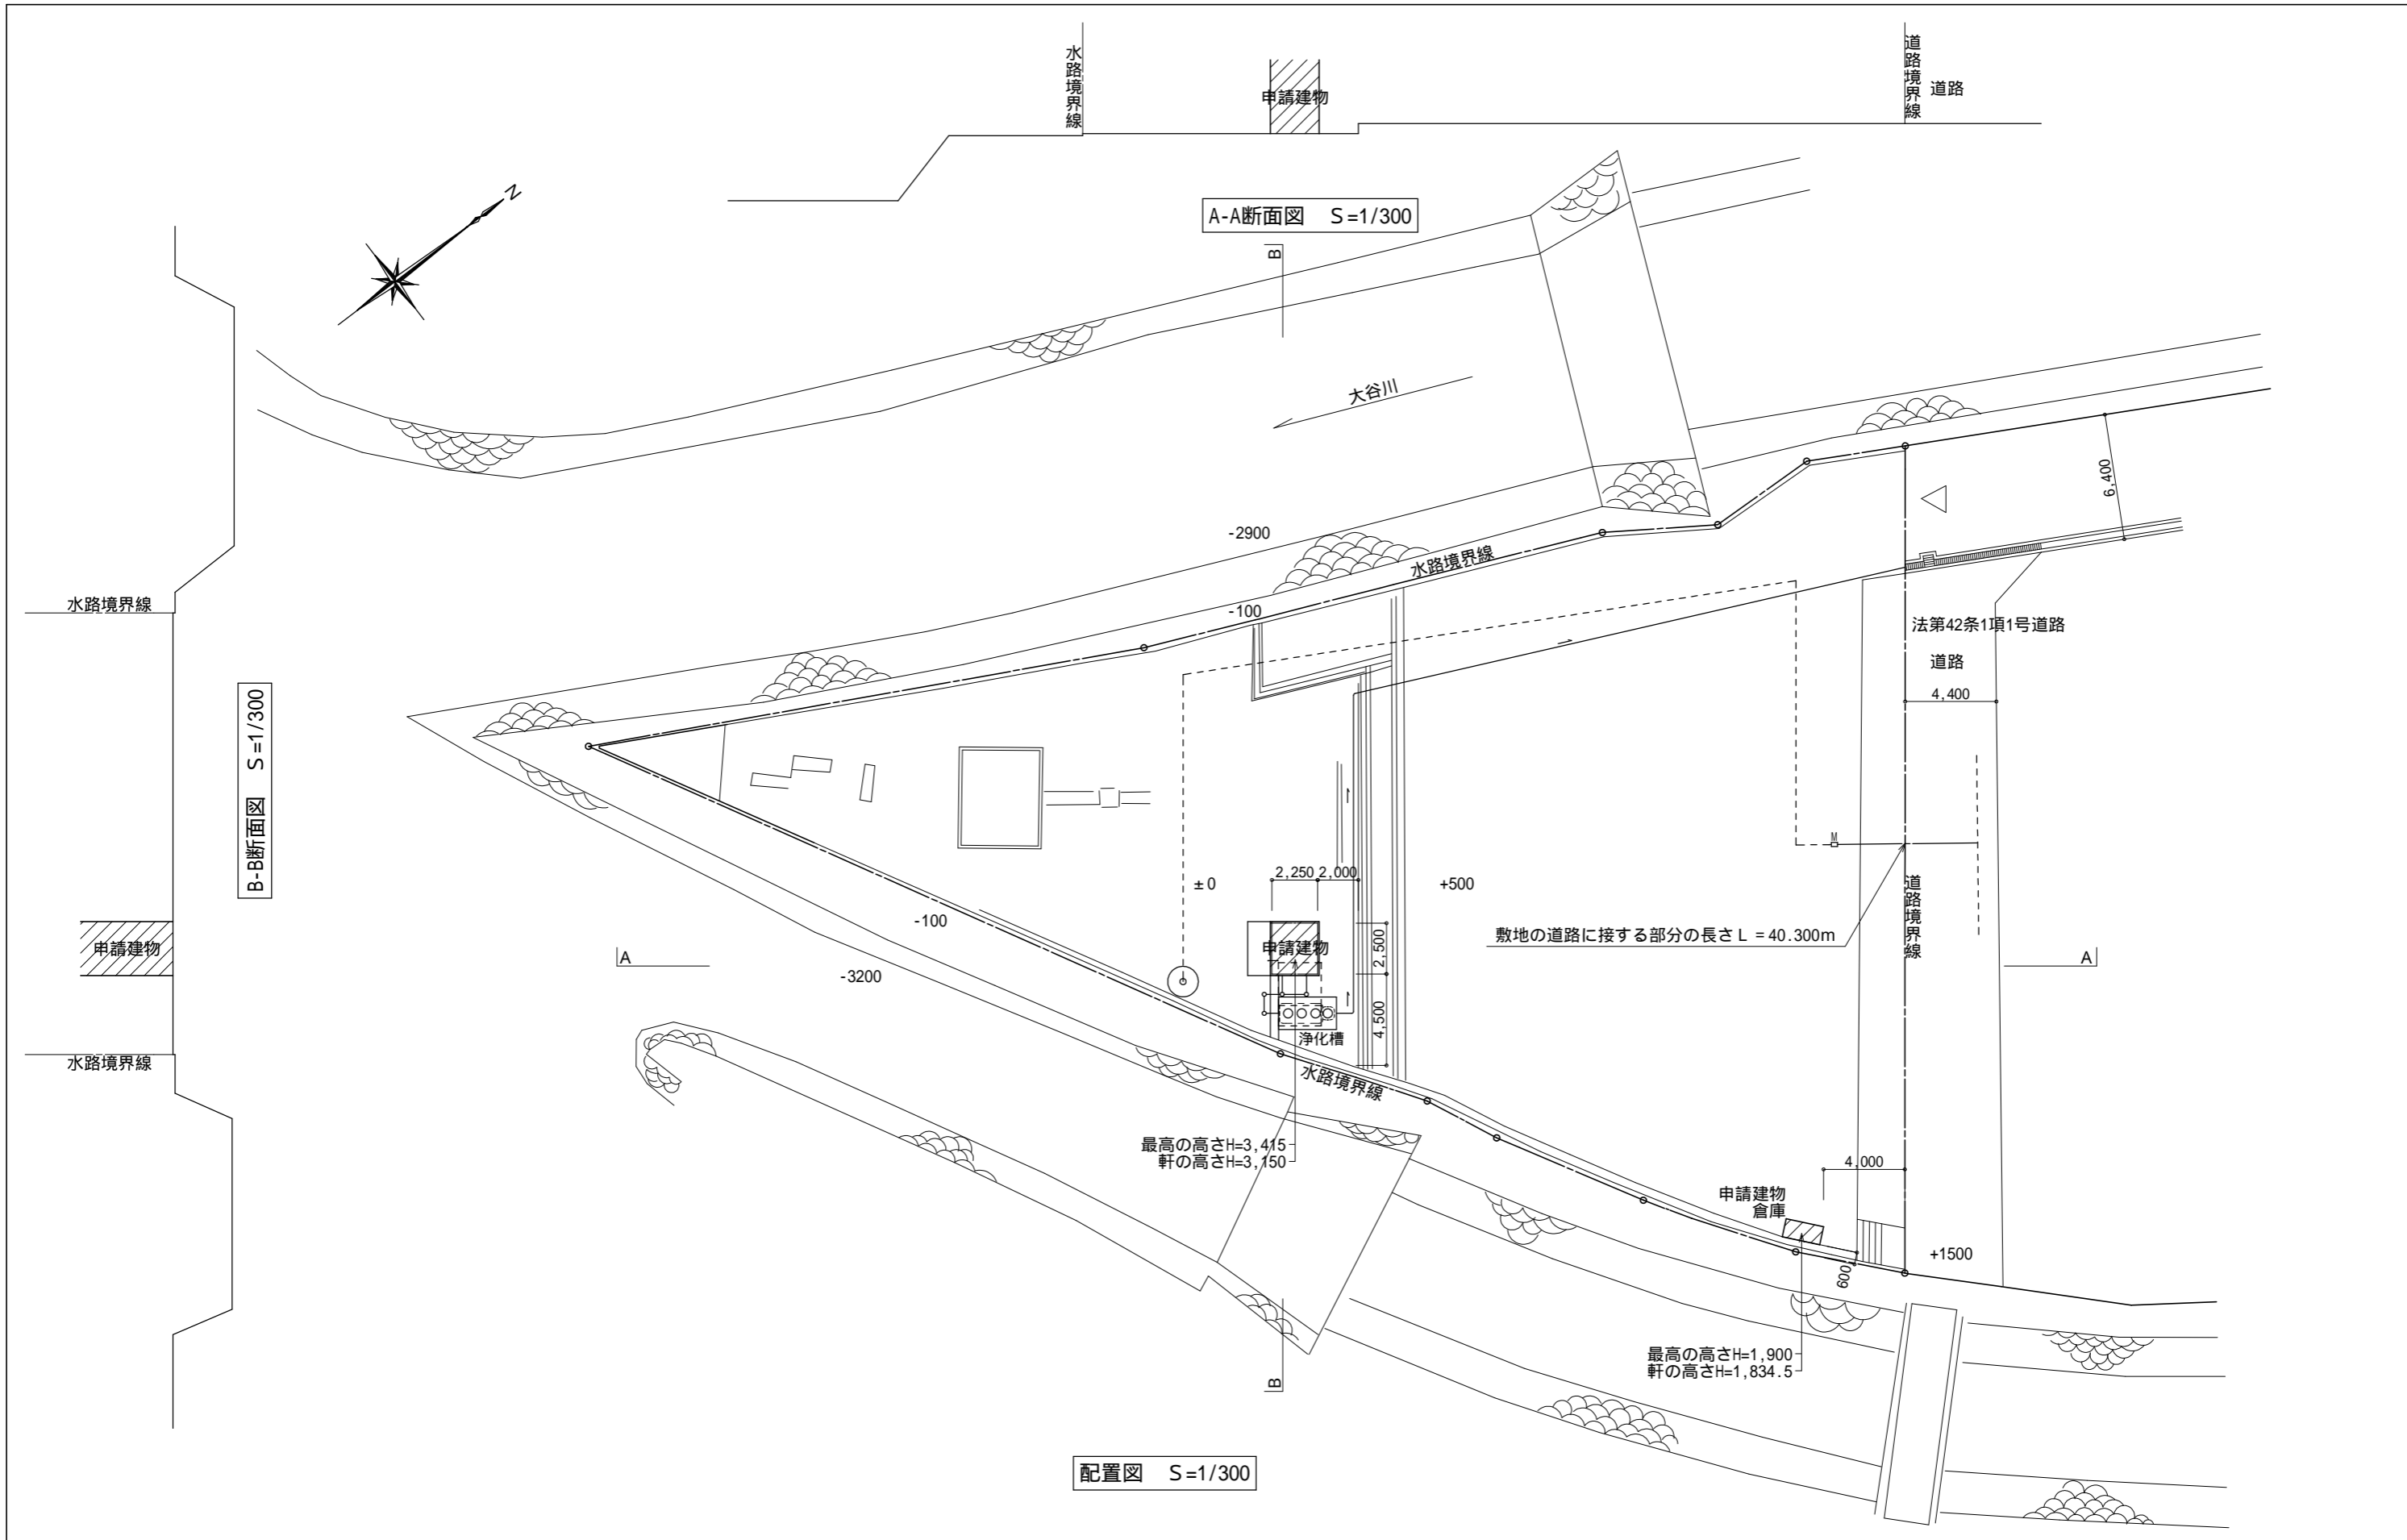 水路境界線
申請建物
道路境界線
道路
A-A断面図 S=1/300
N
B
大谷川
6,400
-2900
水路境界線
水路境界線
-100
法第42条1項1号道路
道路
4,400
B-B断面図 S=1/300
M
2,250
2,000
±0
+500
道路境界線
敷地の道路に接する部分の長さL=40.300m
-100
申請建物
申請建物
2,500
A
A
-3200
4,500
浄化槽
水路境界線
水路境界線
最高の高さH=3,415
軒の高さH=3,150
4,000
申請建物
倉庫
+1500
600
最高の高さH=1,900
軒の高さH=1,834.5
B
配置図 S=1/300